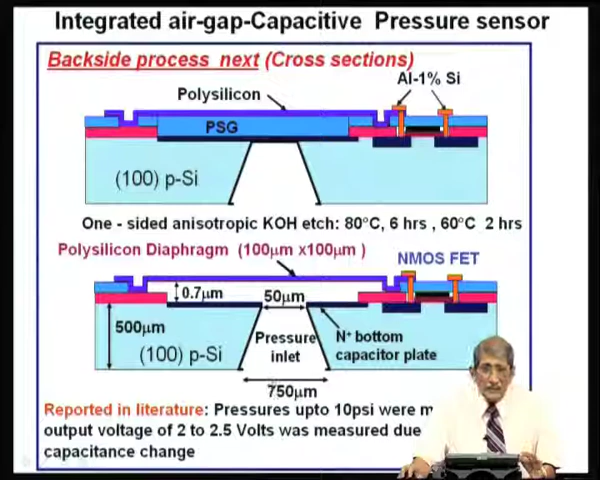 Integrated air-gap-Capacitive Pressure sensor
Backside process next (Cross sections)
Al-1% Si
Polysilicon
PSG
(100) p-Si
One - sided anisotropic KOH etch: 80°C, 6 hrs , 60°C 2 hrs
Polysilicon Diaphragm (100μm x100μm )
NMOS FET
0.7μm
50μm
500μm
Pressure
inlet
N⁺ bottom
capacitor plate
(100) p-Si
750μm
Reported in literature: Pressures upto 10psi were
output voltage of 2 to 2.5 Volts was measured due
capacitance change